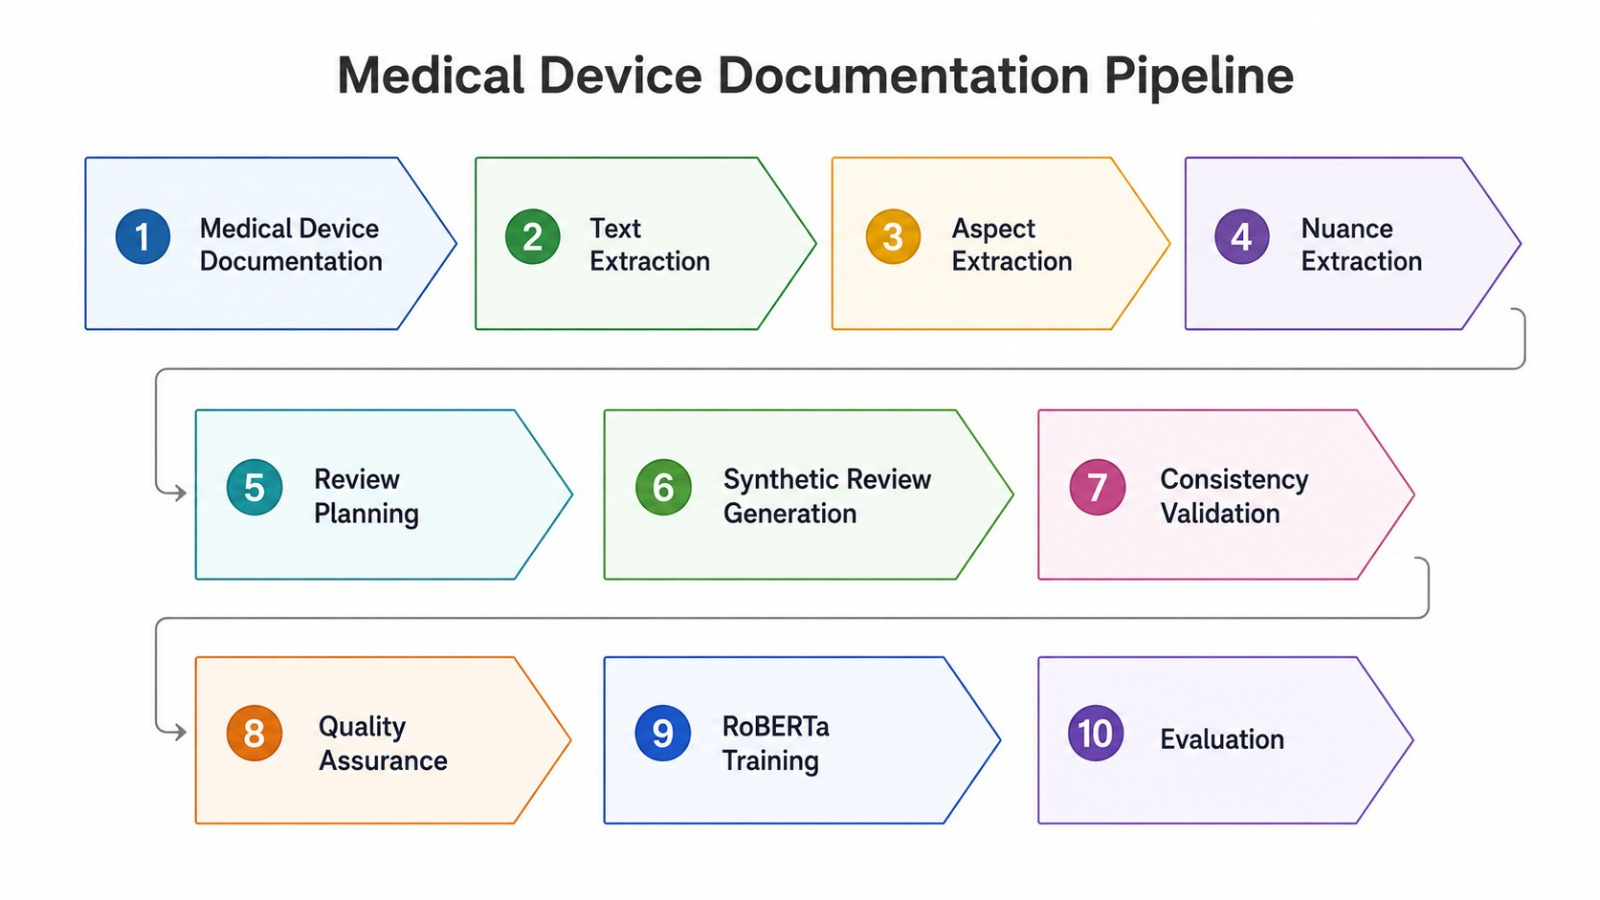 Medical Device Documentation Pipeline
1
Medical Device
Documentation
2
Text
Extraction
3
Aspect
Extraction
4
Nuance
Extraction
5
Review
Planning
6
Synthetic Review
Generation
7
Consistency
Validation
8
Quality
Assurance
9
RoBERTa
Training
10
Evaluation